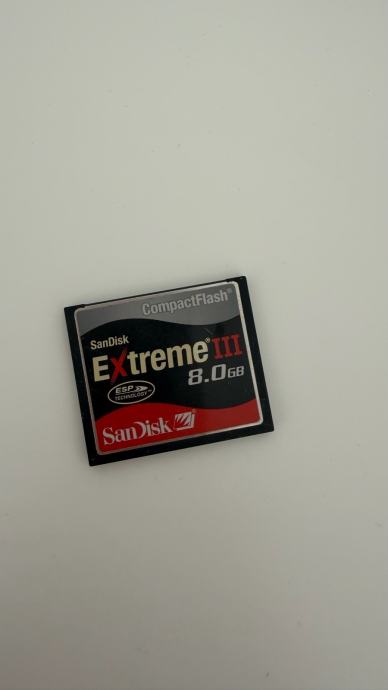 CompactFlash®
SanDisk
Extreme® III
8.0GB
ESP
TECHNOLOGY
SanDisk